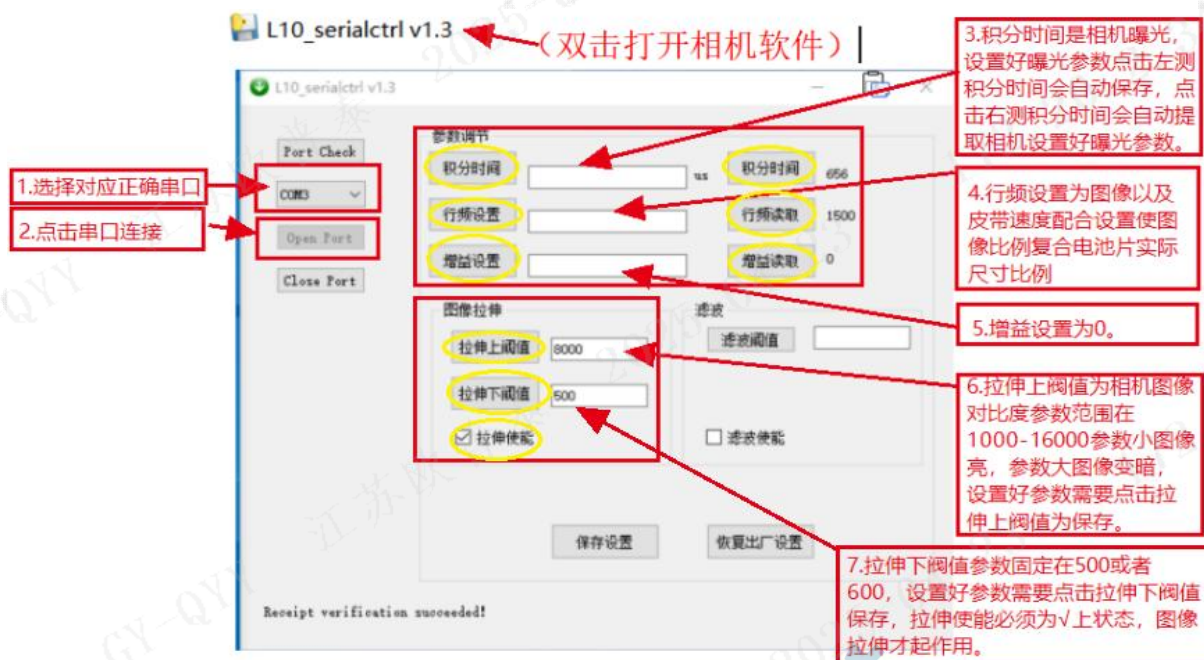 L10_serialctrl v1.3
（双击打开相机软件）
L10_serialctrl v1.3
Port Check
COM3
Open Port
Close Port
1.选择对应正确串口
2.点击串口连接
参数调节
积分时间
us
积分时间
656
行频设置
行频读取
1500
增益设置
增益读取
0
图像拉伸
拉伸上阈值
8000
拉伸下阈值
500
拉伸使能
滤波
滤波阈值
滤波使能
保存设置
恢复出厂设置
Receipt verification succeeded!
3.积分时间是相机曝光，
设置好曝光参数点击左测
积分时间会自动保存，点
击右测积分时间会自动提
取相机设置好曝光参数。
4.行频设置为图像以及
皮带速度配合设置使图
像比例复合电池片实际
尺寸比例
5.增益设置为0。
6.拉伸上阀值为相机图像
对比度参数范围在
1000-16000参数小图像
亮，参数大图像变暗，
设置好参数需要点击拉
伸上阀值为保存。
7.拉伸下阀值参数固定在500或者
600，设置好参数需要点击拉伸下阀值
保存，拉伸使能必须为√上状态，图像
拉伸才起作用。
GY-QYY